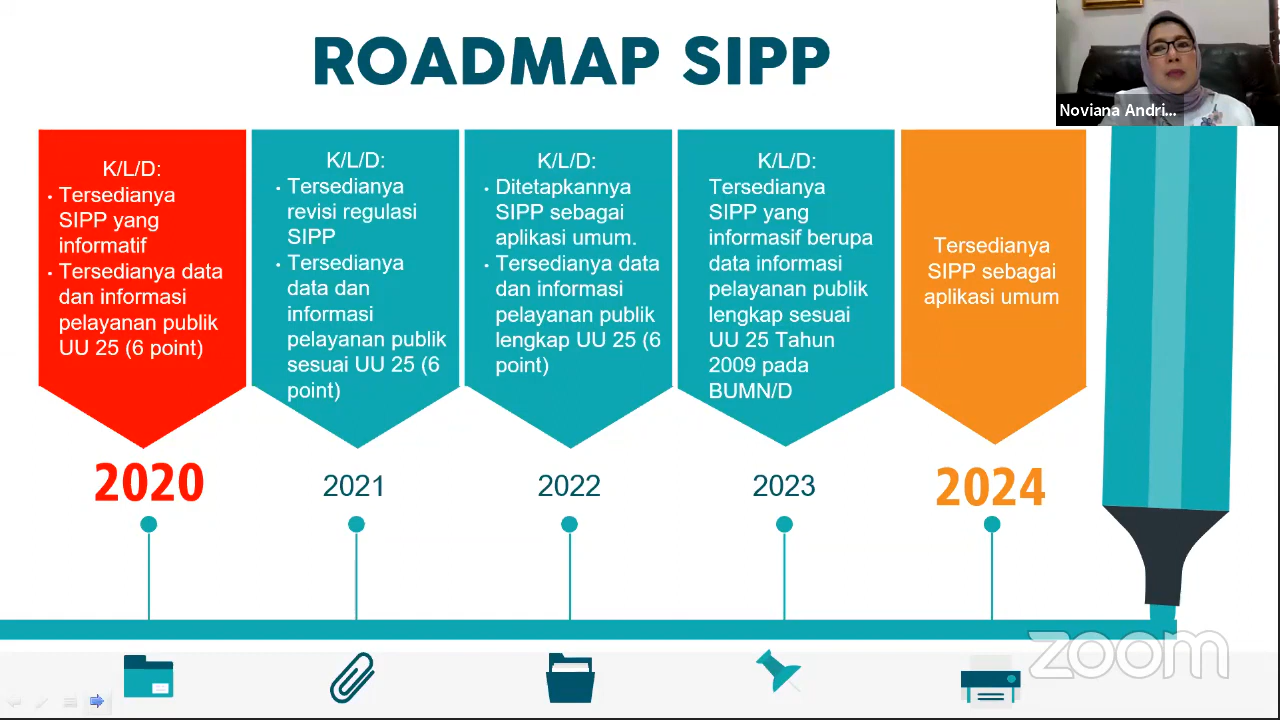 ROADMAP SIPP
Noviana Andri...
K/L/D:
• Tersedianya
SIPP yang
informatif
• Tersedianya data
dan informasi
pelayanan publik
UU 25 (6 point)
2020
K/L/D:
• Tersedianya
revisi regulasi
SIPP
• Tersedianya
data dan
informasi
pelayanan publik
sesuai UU 25 (6
point)
2021
K/L/D:
• Ditetapkannya
SIPP sebagai
aplikasi umum.
• Tersedianya data
dan informasi
pelayanan publik
lengkap UU 25 (6
point)
2022
K/L/D:
Tersedianya
SIPP yang
informasif berupa
data informasi
pelayanan publik
lengkap sesuai
UU 25 Tahun
2009 pada
BUMN/D
2023
Tersedianya
SIPP sebagai
aplikasi umum
2024
zoom